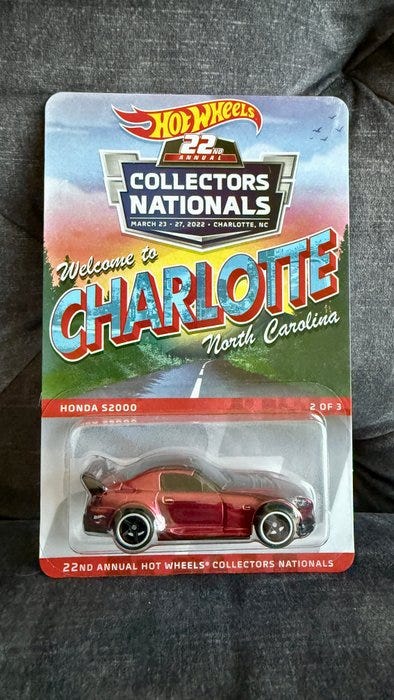 HOT WHEELS
22ND
ANNUAL
COLLECTORS
NATIONALS
MARCH 23 - 27, 2022 • CHARLOTTE, NC
Welcome to
CHARLOTTE
North Carolina
HONDA S2000
2 OF 3
22ND ANNUAL HOT WHEELS® COLLECTORS NATIONALS